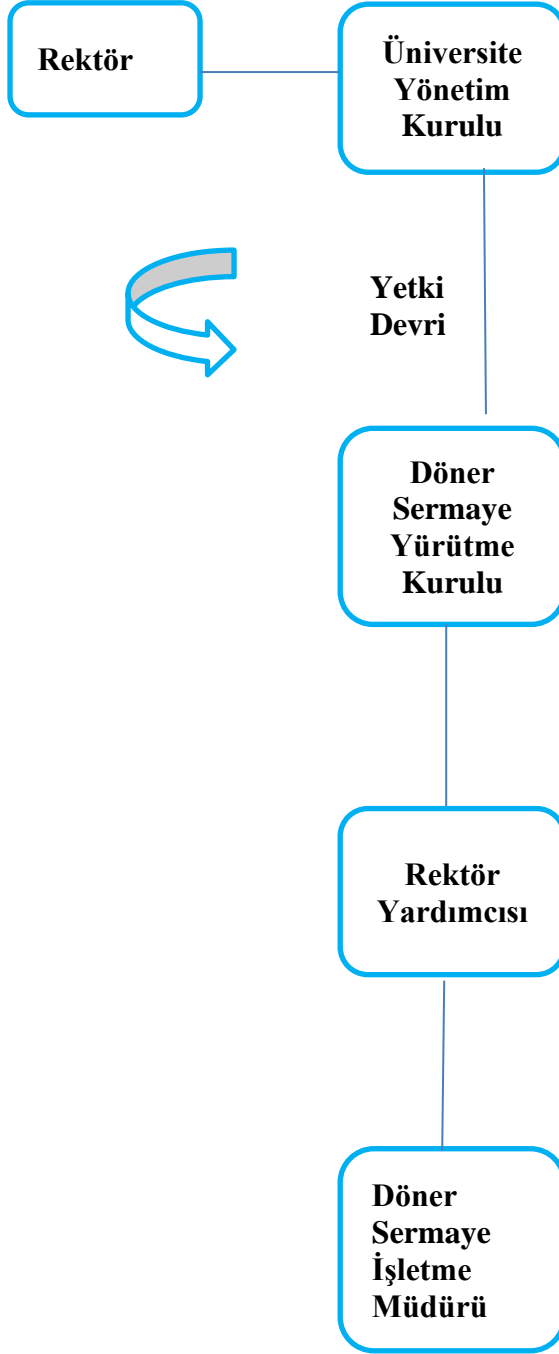 Rektör
Üniversite
Yönetim
Kurulu
Yetki
Devri
Döner
Sermaye
Yürütme
Kurulu
Rektör
Yardımcısı
Döner
Sermaye
İşletme
Müdürü